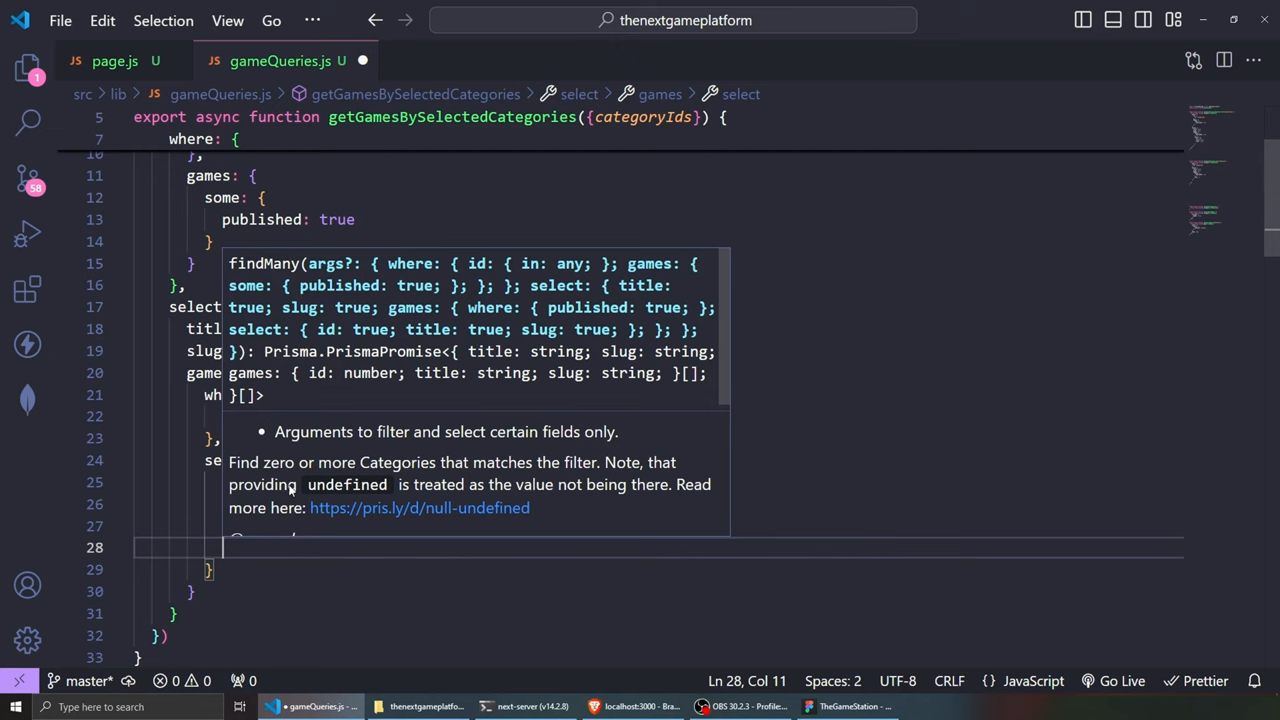 File Edit Selection View Go ··· thenextgameplatform
JS page.js U JS gameQueries.js U
src > lib > JS gameQueries.js > getGamesBySelectedCategories > select > games > select
5 export async function getGamesBySelectedCategories({categoryIds}) {
7 where: {
10 },
11 games: {
12 some: {
13 published: true
14 }
15 }
16 },
17 select
18 titl
19 slug
20 game
21 wh
22
23 },
24 se
25
26
27
28
29 }
30 }
31 }
32 })
33 }
findMany(args?: { where: { id: { in: any; }; games: {
some: { published: true; }; }; }; select: { title:
true; slug: true; games: { where: { published: true; };
select: { id: true; title: true; slug: true; }; }; };
}): Prisma.PrismaPromise<{ title: string; slug: string;
games: { id: number; title: string; slug: string; }[];
}[]>
• Arguments to filter and select certain fields only.
Find zero or more Categories that matches the filter. Note, that
providing undefined is treated as the value not being there. Read
more here: https://pris.ly/d/null-undefined
1
58
master* 0 0 0 Ln 28, Col 11 Spaces: 2 UTF-8 CRLF {} JavaScript Go Live Prettier
Type here to search ● gameQueries.js - ... thenextgameplatfo... next-server (v14.2.8) localhost:3000 - Bra... OBS 30.2.3 - Profile:... TheGameStation - ...